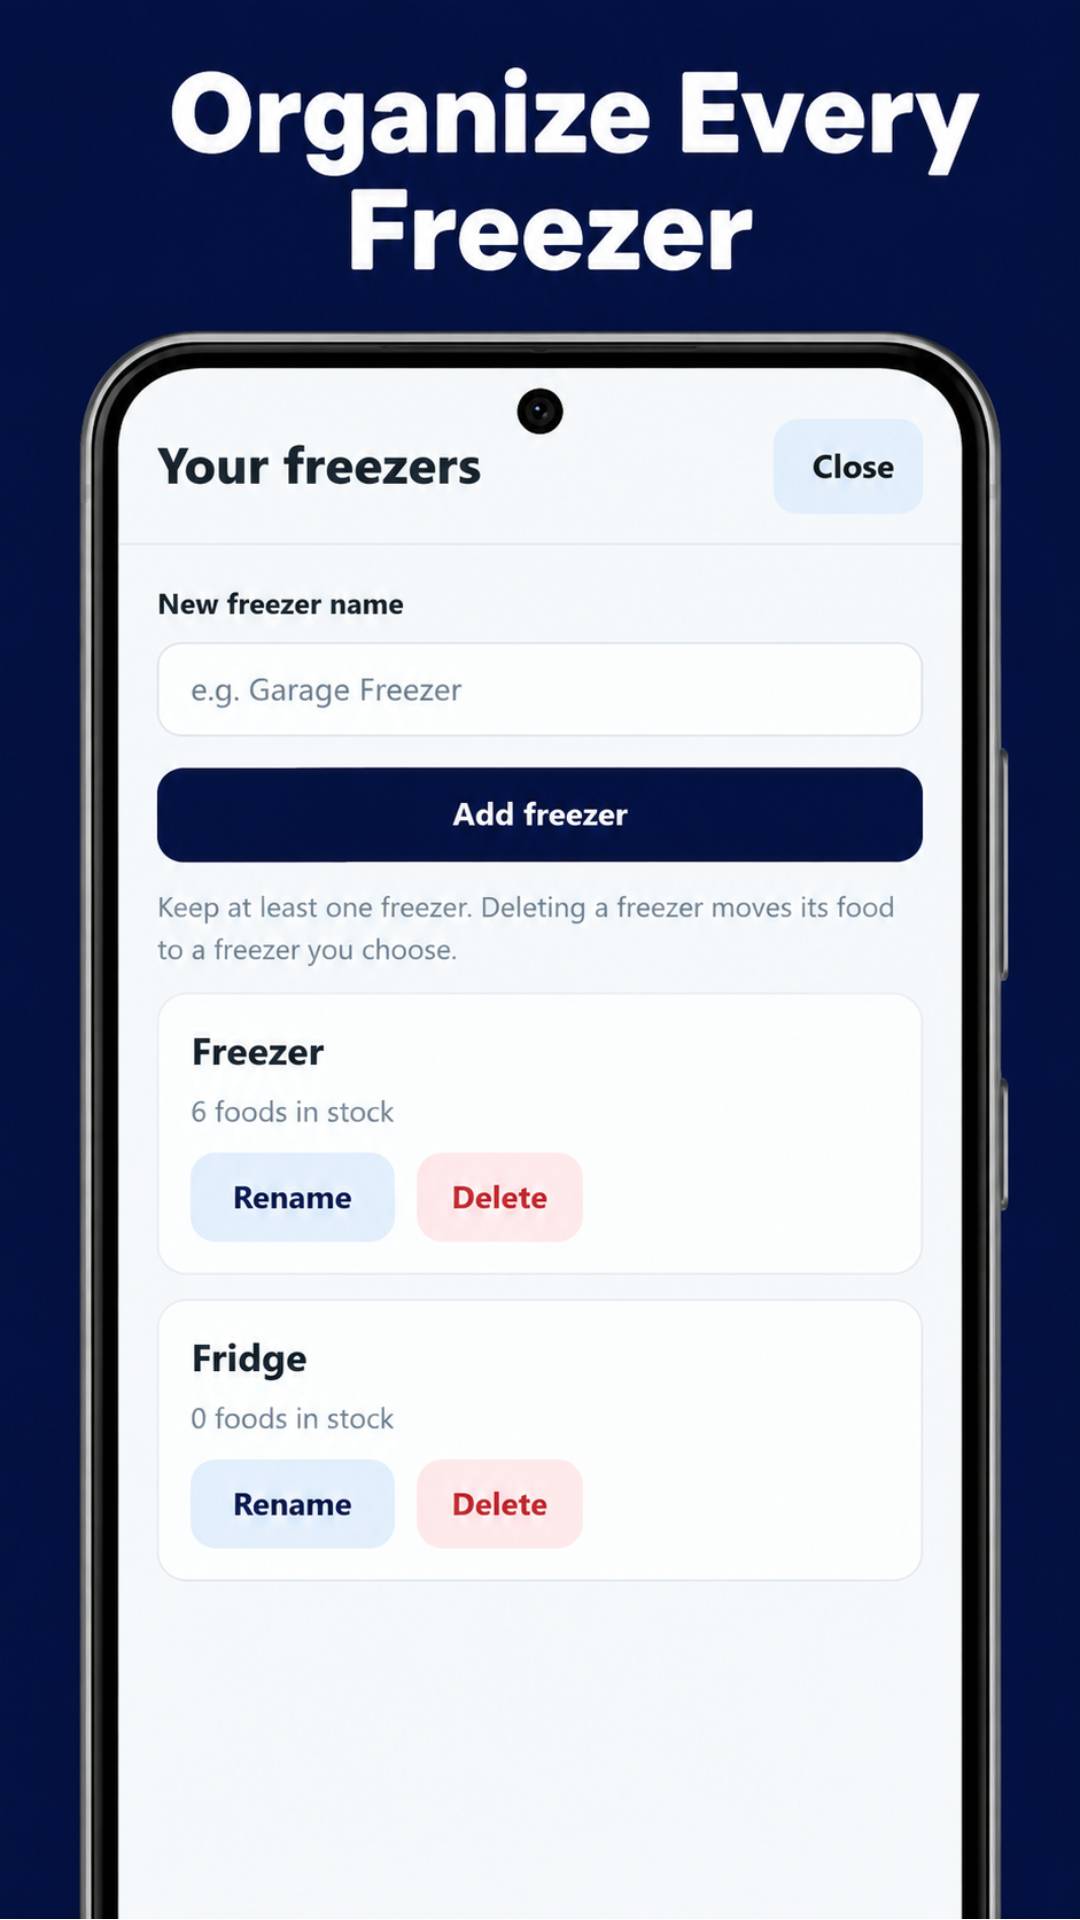 Organize Every
Freezer
Your freezers
Close
New freezer name
e.g. Garage Freezer
Add freezer
Keep at least one freezer. Deleting a freezer moves its food
to a freezer you choose.
Freezer
6 foods in stock
Rename
Delete
Fridge
0 foods in stock
Rename
Delete